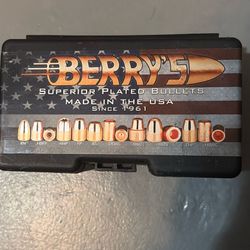 BERRY'S
SUPERIOR PLATED BULLETS
MADE IN THE USA
SINCE 1961